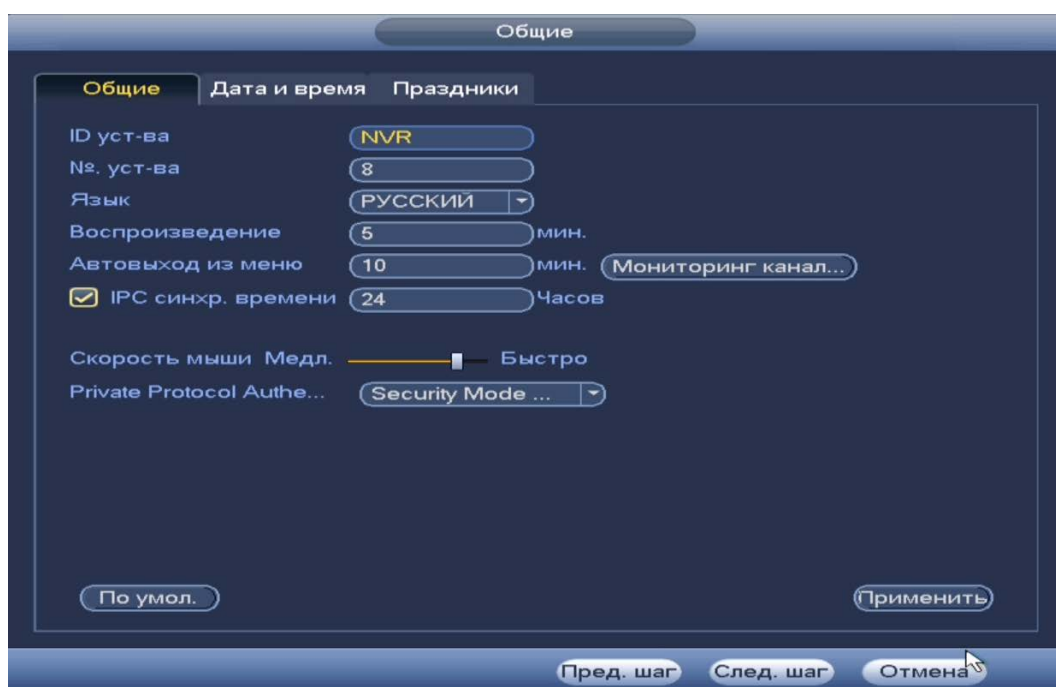 Общие
Общие Дата и время Праздники
ID уст-ва NVR
№. уст-ва 8
Язык РУССКИЙ
Воспроизведение 5 мин.
Автовыход из меню 10 мин. Мониторинг канал...
IPC синхр. времени 24 Часов
Скорость мыши Медл. Быстро
Private Protocol Authe... Security Mode ...
По умол. Применить
Пред. шаг След. шаг Отмена